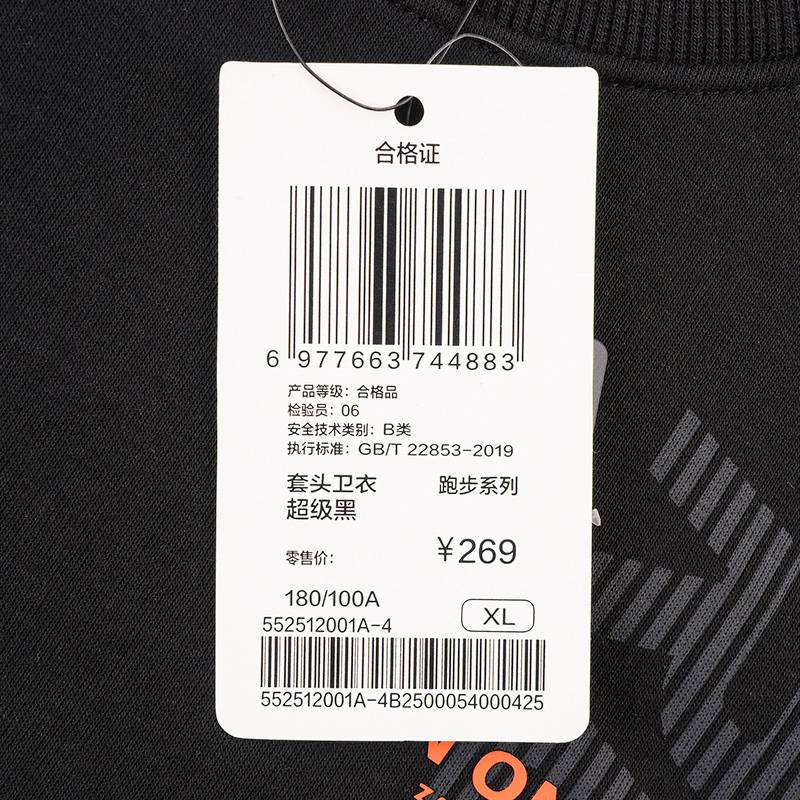 合格证
6 977663 744883
产品等级：合格品
检验员：06
安全技术类别：B类
执行标准：GB/T 22853-2019
套头卫衣 跑步系列
超级黑
零售价： ¥269
180/100A
552512001A-4 XL
552512001A-4B2500054000425